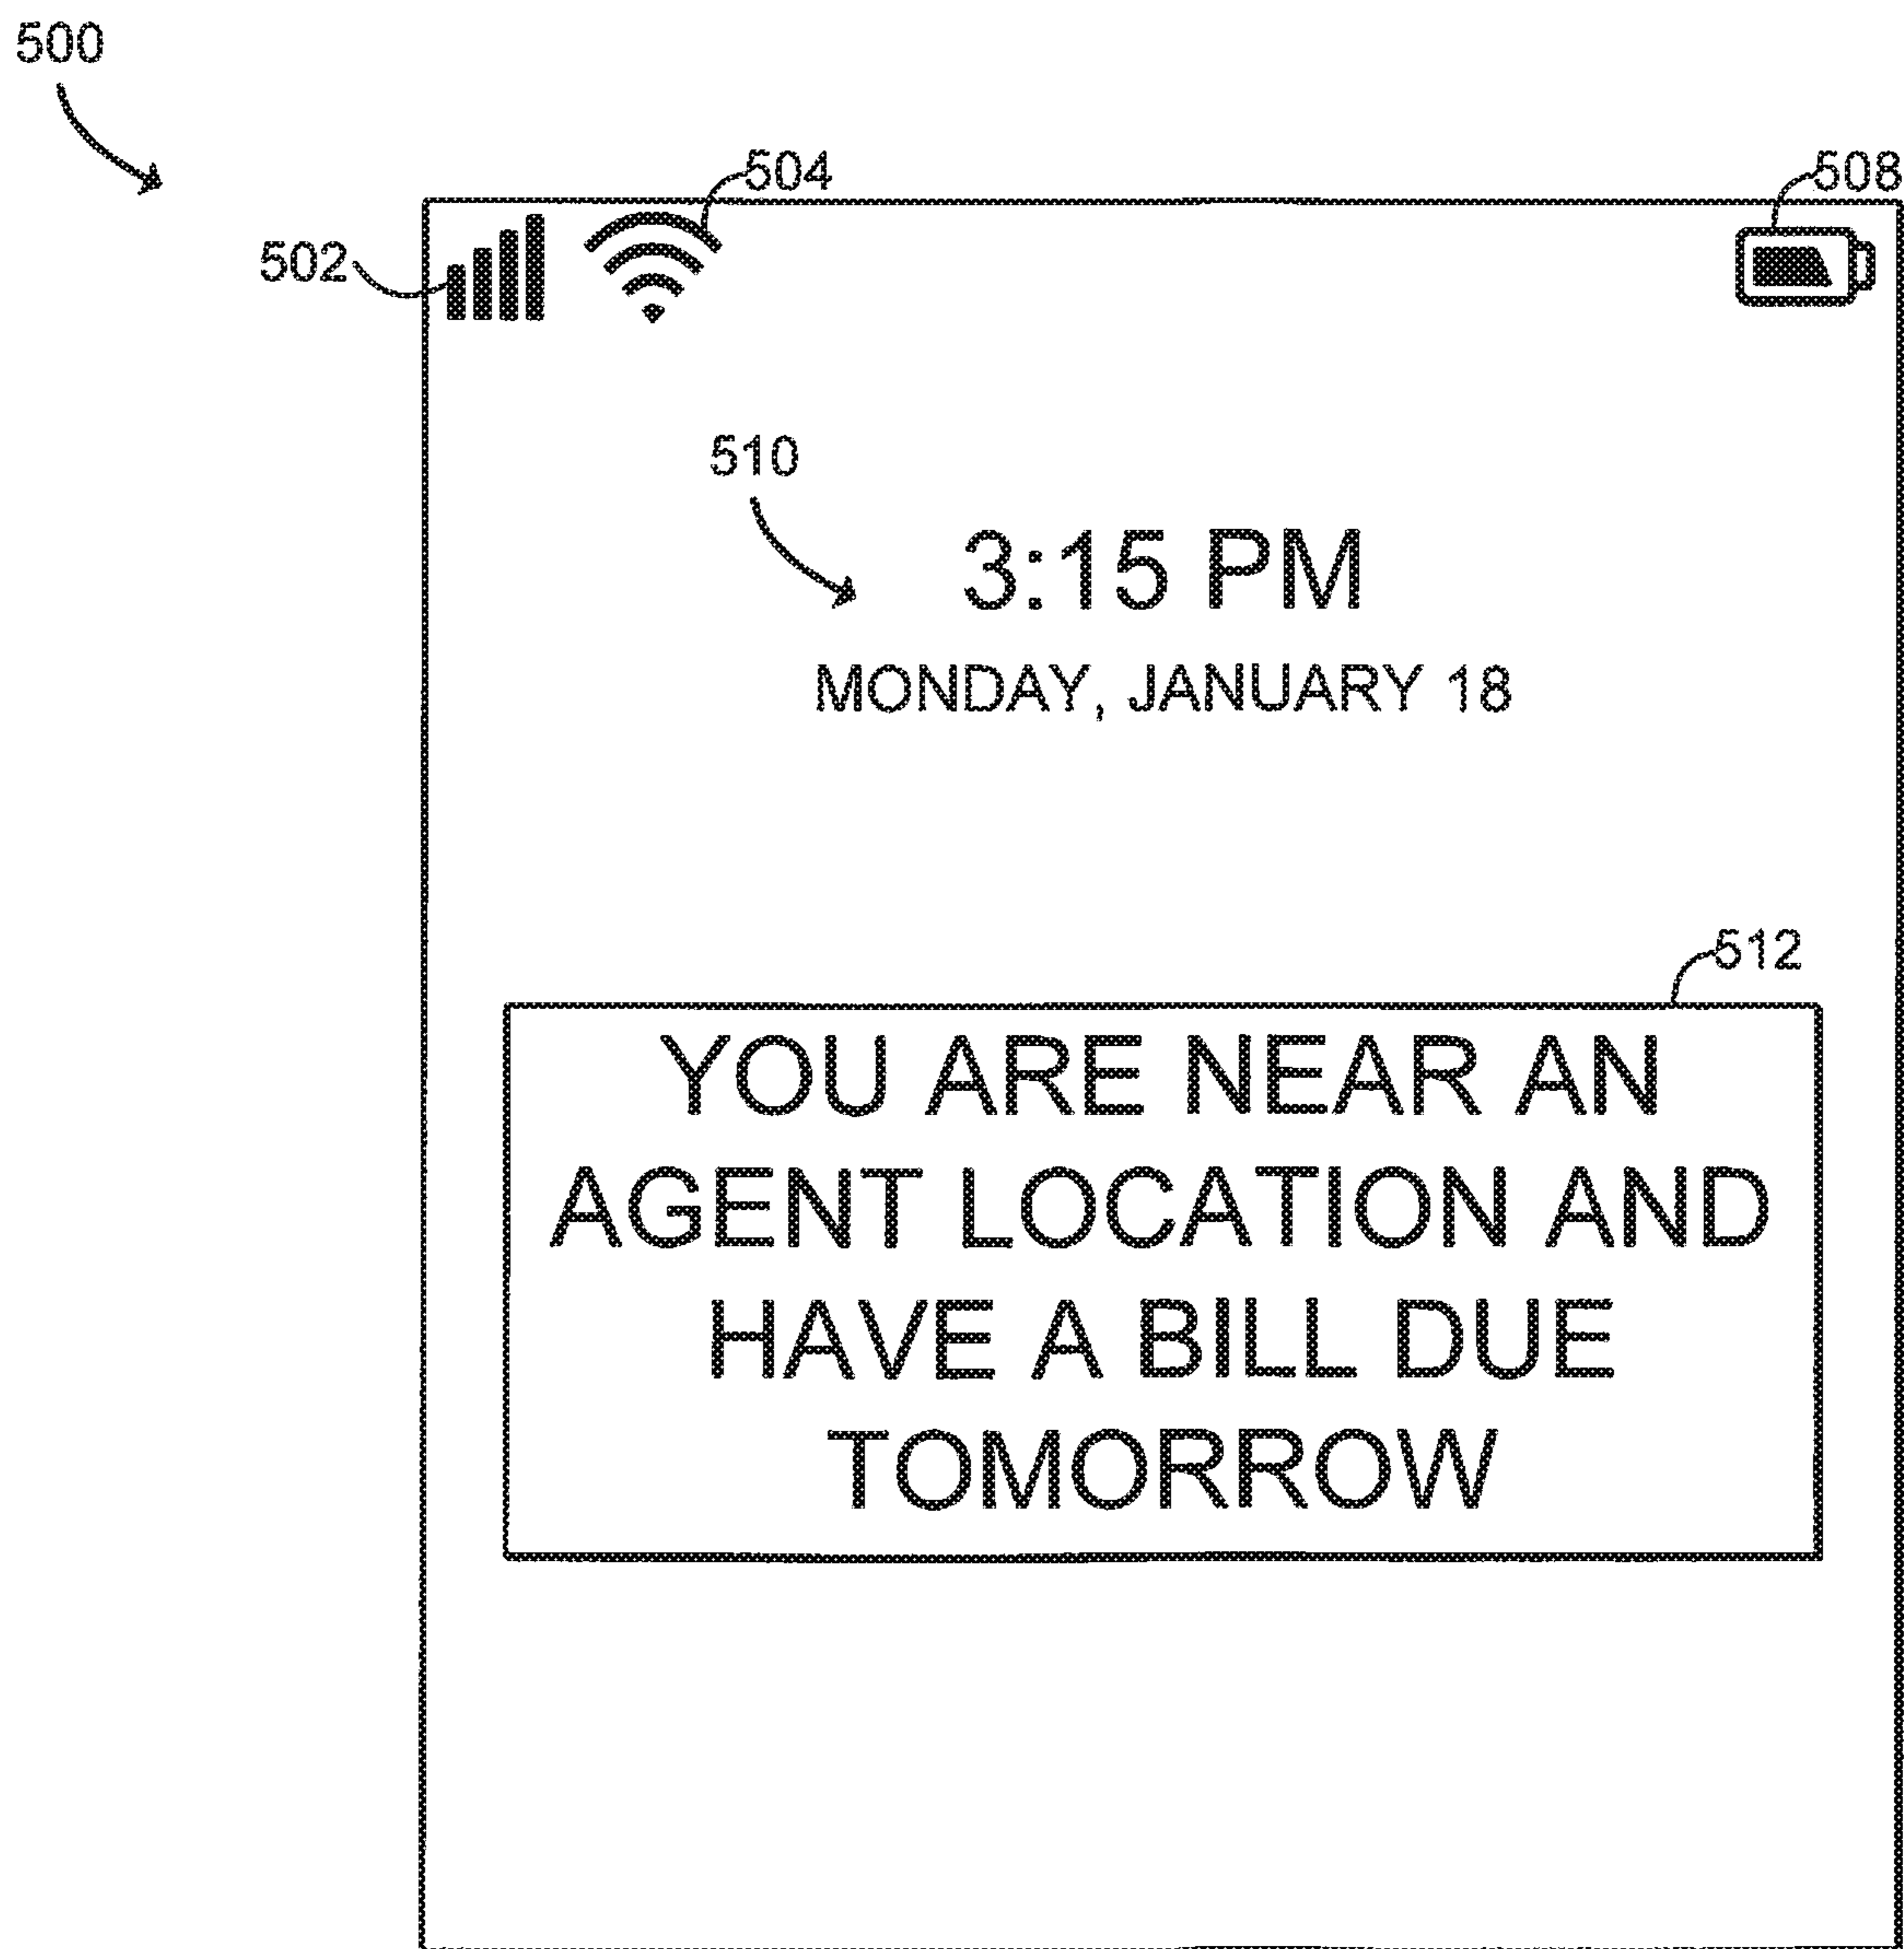 500
504
508
502
510
3:15 PM
MONDAY, JANUARY 18
512
YOU ARE NEAR AN
AGENT LOCATION AND
HAVE A BILL DUE
TOMORROW